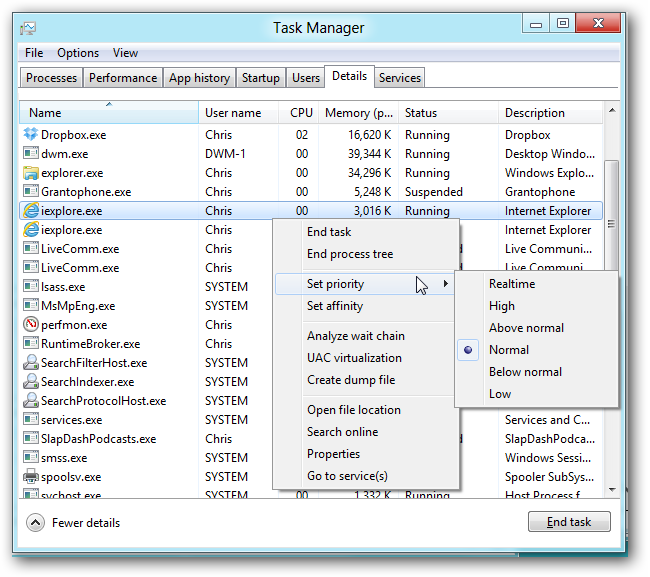 Task Manager
File Options View
Processes Performance App history Startup Users Details Services
Name User name CPU Memory (p... Status Description
Dropbox.exe Chris 02 16,620 K Running Dropbox
dwm.exe DWM-1 00 39,344 K Running Desktop Windo...
explorer.exe Chris 00 34,296 K Running Windows Explo...
Grantophone.exe Chris 00 5,248 K Suspended Grantophone
iexplore.exe Chris 00 3,016 K Running Internet Explorer
iexplore.exe Chris Internet Explorer
LiveComm.exe Chris Live Communi...
LiveComm.exe Chris Live Communi...
lsass.exe SYSTEM
MsMpEng.exe SYSTEM
perfmon.exe Chris
RuntimeBroker.exe Chris
SearchFilterHost.exe SYSTEM
SearchIndexer.exe SYSTEM
SearchProtocolHost.exe SYSTEM
services.exe SYSTEM Services and C...
SlapDashPodcasts.exe Chris SlapDashPodca...
smss.exe SYSTEM Windows Sessi...
spoolsv.exe SYSTEM Spooler SubSys...
svchost.exe SYSTEM 00 1,332 K Running Host Process f...
End task
End process tree
Set priority
Set affinity
Analyze wait chain
UAC virtualization
Create dump file
Open file location
Search online
Properties
Go to service(s)
Realtime
High
Above normal
Normal
Below normal
Low
Fewer details
End task